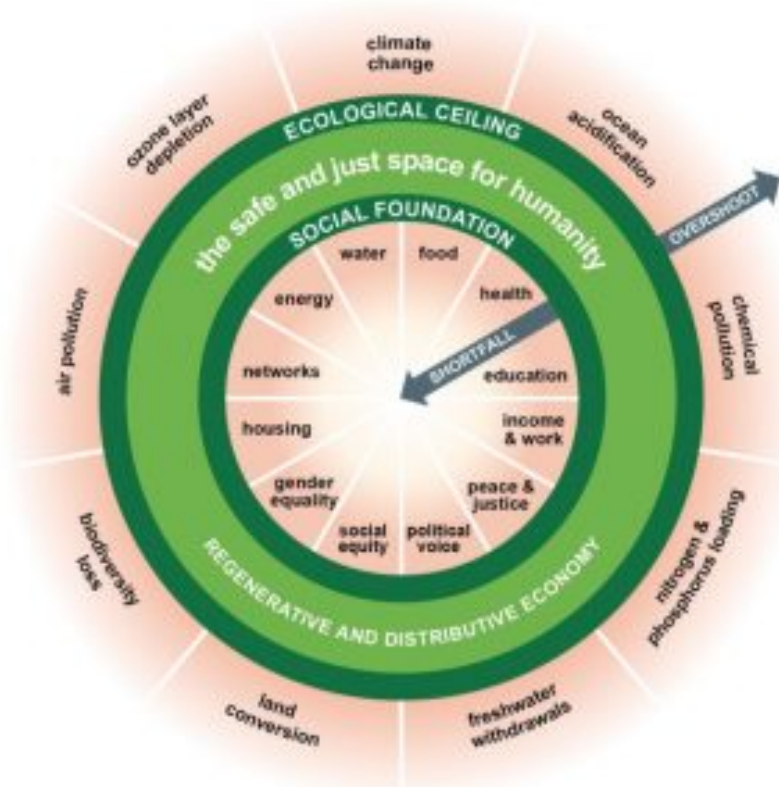 climate
change
ocean
acidification
chemical
pollution
nitrogen &
phosphorus loading
freshwater
withdrawals
land
conversion
biodiversity
loss
air pollution
ozone layer
depletion
OVERSHOOT
ECOLOGICAL CEILING
the safe and just space for humanity
SOCIAL FOUNDATION
water
food
health
SHORTFALL
education
income
& work
peace &
justice
political
voice
social
equity
gender
equality
housing
networks
energy
REGENERATIVE AND DISTRIBUTIVE ECONOMY